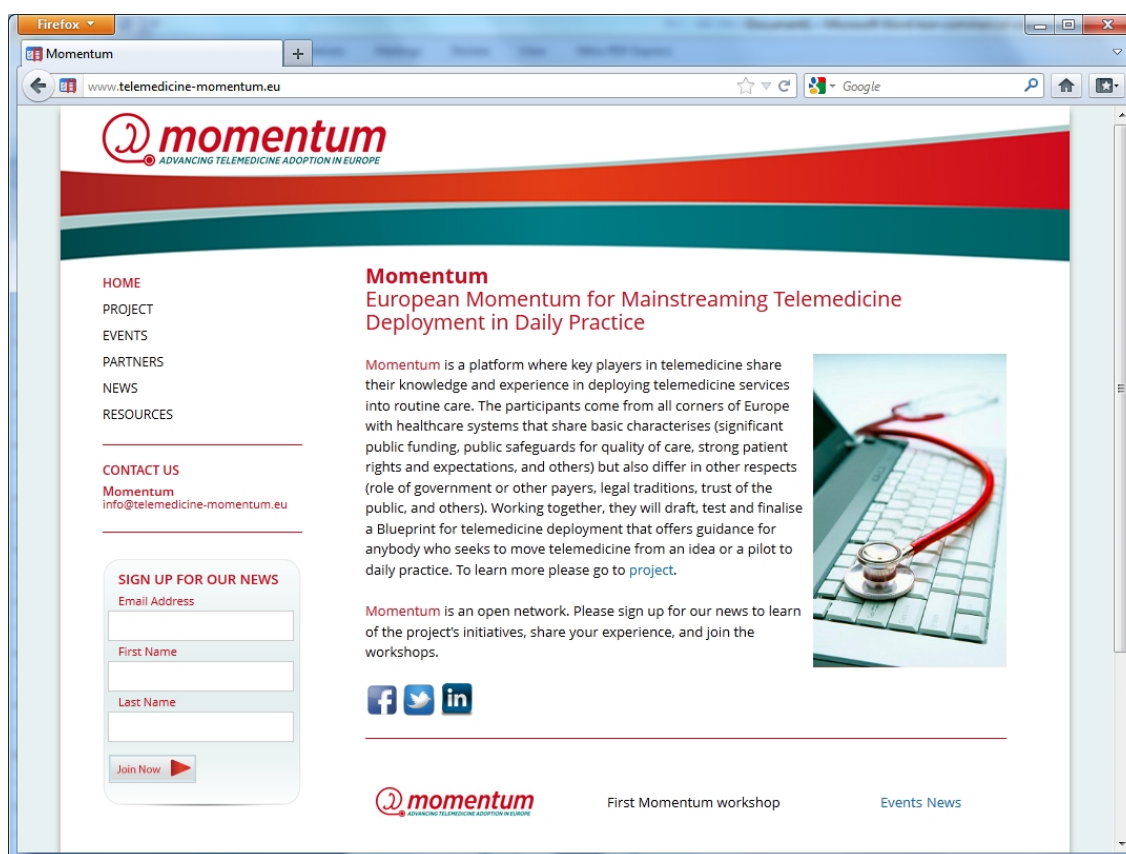 Firefox
Momentum
www.telemedicine-momentum.eu
Google
momentum
ADVANCING TELEMEDICINE ADOPTION IN EUROPE
HOME
PROJECT
EVENTS
PARTNERS
NEWS
RESOURCES
CONTACT US
Momentum
info@telemedicine-momentum.eu
SIGN UP FOR OUR NEWS
Email Address
First Name
Last Name
Join Now
Momentum
European Momentum for Mainstreaming Telemedicine
Deployment in Daily Practice
Momentum is a platform where key players in telemedicine share
their knowledge and experience in deploying telemedicine services
into routine care. The participants come from all corners of Europe
with healthcare systems that share basic characterises (significant
public funding, public safeguards for quality of care, strong patient
rights and expectations, and others) but also differ in other respects
(role of government or other payers, legal traditions, trust of the
public, and others). Working together, they will draft, test and finalise
a Blueprint for telemedicine deployment that offers guidance for
anybody who seeks to move telemedicine from an idea or a pilot to
daily practice. To learn more please go to project.
Momentum is an open network. Please sign up for our news to learn
of the project's initiatives, share your experience, and join the
workshops.
in
momentum
ADVANCING TELEMEDICINE ADOPTION IN EUROPE
First Momentum workshop
Events News